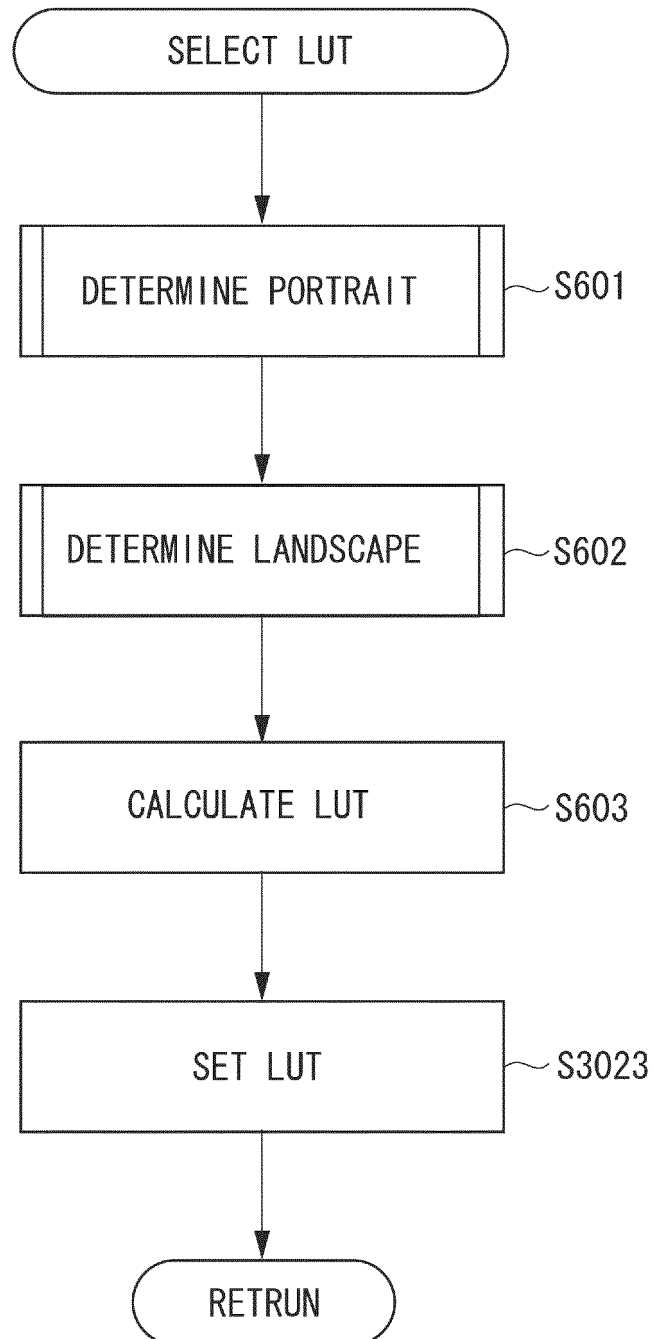 SELECT LUT
DETERMINE PORTRAIT
S601
DETERMINE LANDSCAPE
S602
CALCULATE LUT
S603
SET LUT
S3023
RETRUN